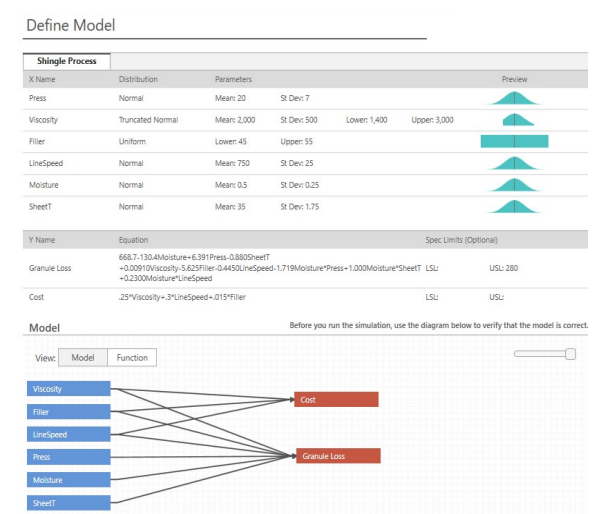 Define Model
Shingle Process
X Name Distribution Parameters Preview
Press Normal Mean: 20 St Dev: 7
Viscosity Truncated Normal Mean: 2,000 St Dev: 500 Lower: 1,400 Upper: 3,000
Filler Uniform Lower: 45 Upper: 55
LineSpeed Normal Mean: 750 St Dev: 25
Moisture Normal Mean: 0.5 St Dev: 0.25
SheetT Normal Mean: 35 St Dev: 1.75
Y Name Equation Spec Limits (Optional)
668.7-130.4Moisture+6.391Press-0.880SheetT
Granule Loss +0.00910Viscosity-5.625Filler-0.4450LineSpeed-1.719Moisture*Press+1.000Moisture*SheetT LSL: USL: 280
+0.2300Moisture*LineSpeed
Cost .25*Viscosity+.3*LineSpeed+.015*Filler LSL: USL:
Model Before you run the simulation, use the diagram below to verify that the model is correct.
View: Model Function
Viscosity
Cost
Filler
LineSpeed
Press Granule Loss
Moisture
SheetT